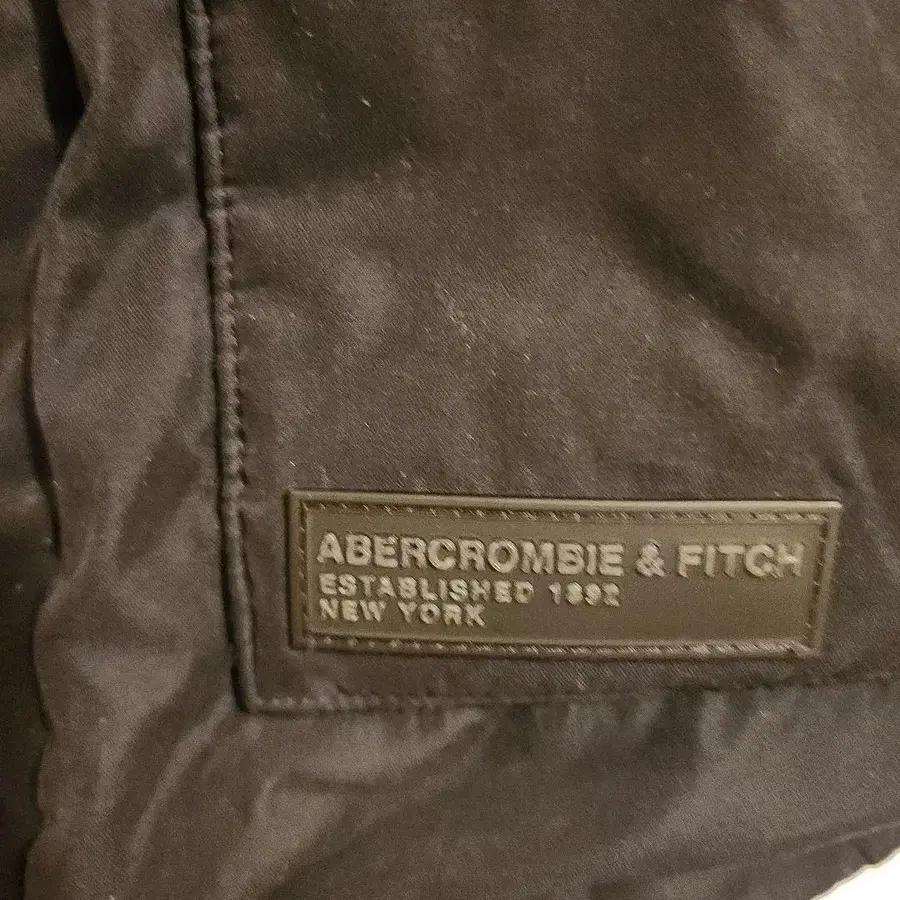 ABERCROMBIE & FITCH
ESTABLISHED 1892
NEW YORK